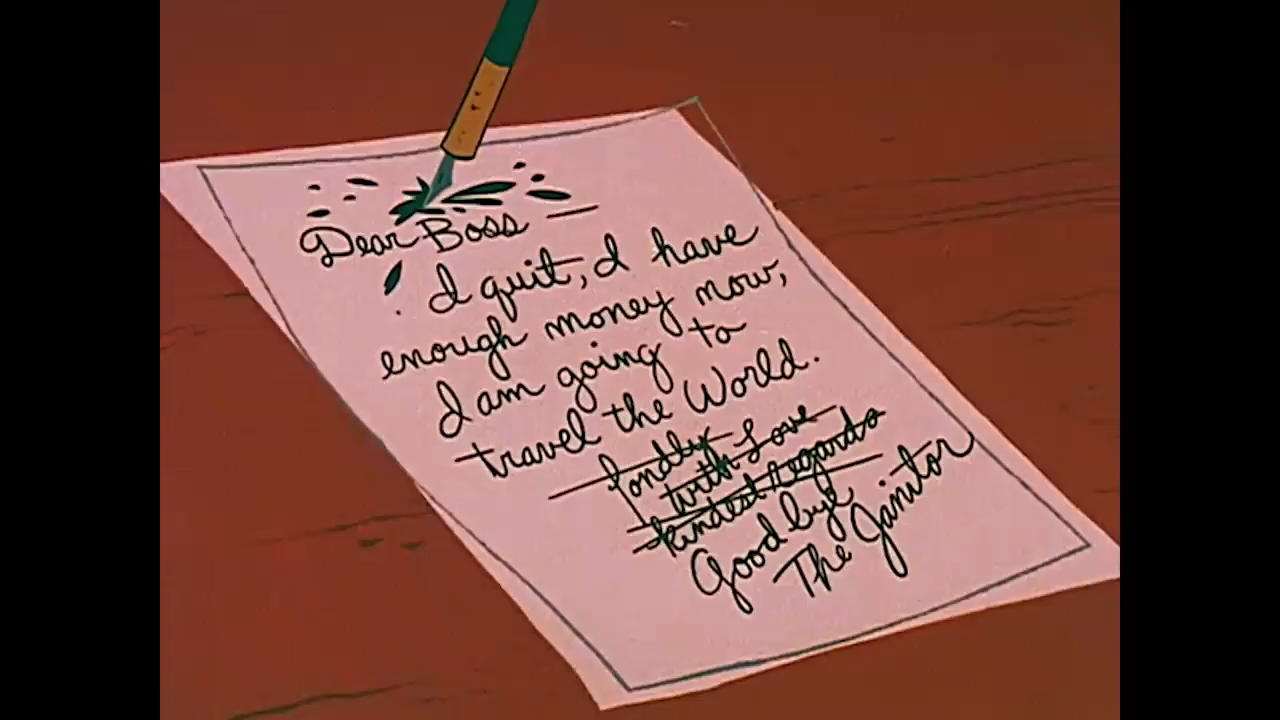 Dear Boss —
I quit, I have
enough money now,
I am going to
travel the World.
fondly
with Love
kindest Regards
Good bye
The Janitor